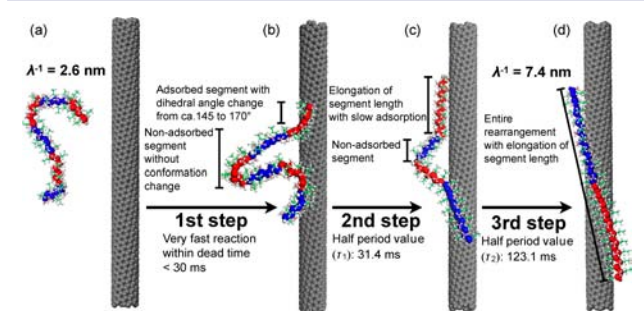 (a)
λ⁻¹ = 2.6 nm
(b)
Adsorbed segment with
dihedral angle change
from ca.145 to 170°
Non-adsorbed
segment
without
conformation
change
1st step
Very fast reaction
within dead time
< 30 ms
(c)
Elongation of
segment length
with slow adsorption
Non-adsorbed
segment
2nd step
Half period value
(τ₁): 31.4 ms
(d)
λ⁻¹ = 7.4 nm
Entire
rearrangement
with elongation of
segment length
3rd step
Half period value
(τ₂): 123.1 ms